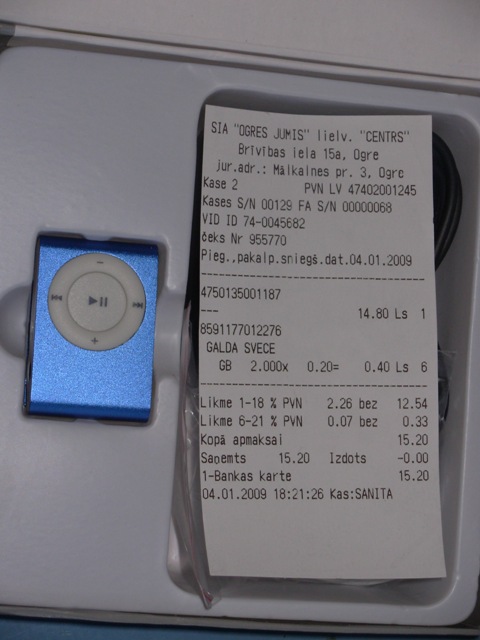 SIA "OGRES JUMIS" lielv. "CENTRS"
Brīvības iela 15a, Ogre
jur.adr.: Mālkalnes pr. 3, Ogre
Kase 2 PVN LV 47402001245
Kases S/N 00129 FA S/N 00000068
VID ID 74-0045682
čeks Nr 955770
Pieg.,pakalp.sniegš.dat.04.01.2009
4750135001187
--- 14.80 Ls 1
8591177012276
GALDA SVECE
GB 2.000x 0.20= 0.40 Ls 6
Likme 1-18 % PVN 2.26 bez 12.54
Likme 6-21 % PVN 0.07 bez 0.33
Kopā apmaksai 15.20
Saņemts 15.20 Izdots -0.00
1-Bankas karte 15.20
04.01.2009 18:21:26 Kas:SANITA